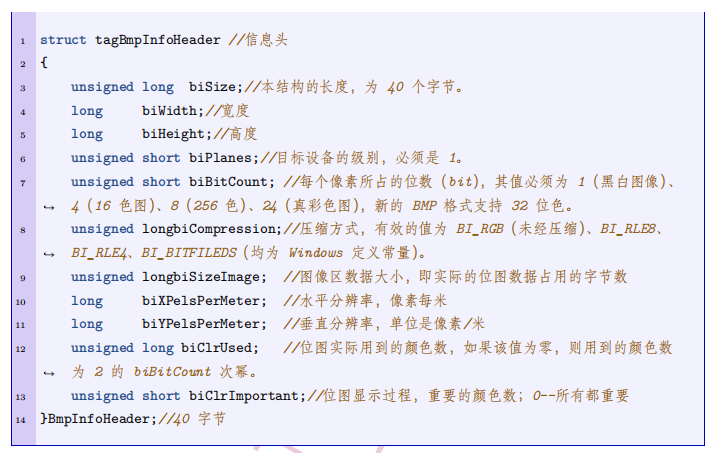 1 struct tagBmpInfoHeader //信息头
2 {
3 unsigned long biSize;//本结构的长度，为 40 个字节。
4 long biWidth;//宽度
5 long biHeight;//高度
6 unsigned short biPlanes;//目标设备的级别，必须是 1。
7 unsigned short biBitCount; //每个像素所占的位数（bit），其值必须为 1（黑白图像）、
↪ 4（16 色图）、8（256 色）、24（真彩色图），新的 BMP 格式支持 32 位色。
8 unsigned longbiCompression;//压缩方式，有效的值为 BI_RGB（未经压缩）、BI_RLE8、
↪ BI_RLE4、BI_BITFILEDS（均为 Windows 定义常量）。
9 unsigned longbiSizeImage; //图像区数据大小，即实际的位图数据占用的字节数
10 long biXPelsPerMeter; //水平分辨率，像素每米
11 long biYPelsPerMeter; //垂直分辨率，单位是像素/米
12 unsigned long biClrUsed; //位图实际用到的颜色数，如果该值为零，则用到的颜色数
↪ 为 2 的 biBitCount 次幂。
13 unsigned short biClrImportant;//位图显示过程，重要的颜色数；0--所有都重要
14 }BmpInfoHeader;//40 字节